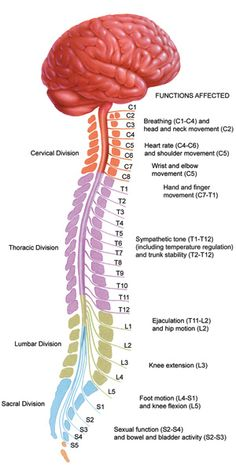 FUNCTIONS AFFECTED
C1
C2
C3
C4
C5
C6
C7
C8
Breathing (C1-C4) and
head and neck movement (C2)
Heart rate (C4-C6)
and shoulder movement (C5)
Cervical Division
Wrist and elbow
movement (C5)
Hand and finger
movement (C7-T1)
T1
T2
T3
T4
T5
T6
T7
T8
T9
T10
T11
T12
Thoracic Division
Sympathetic tone (T1-T12)
(including temperature regulation)
and trunk stability (T2-T12)
L1
L2
L3
L4
L5
Ejaculation (T11-L2)
and hip motion (L2)
Lumbar Division
Knee extension (L3)
Foot motion (L4-S1)
and knee flexion (L5)
Sacral Division
S1
S2
S3
S4
S5
Sexual function (S2-S4)
and bowel and bladder activity (S2-S3)